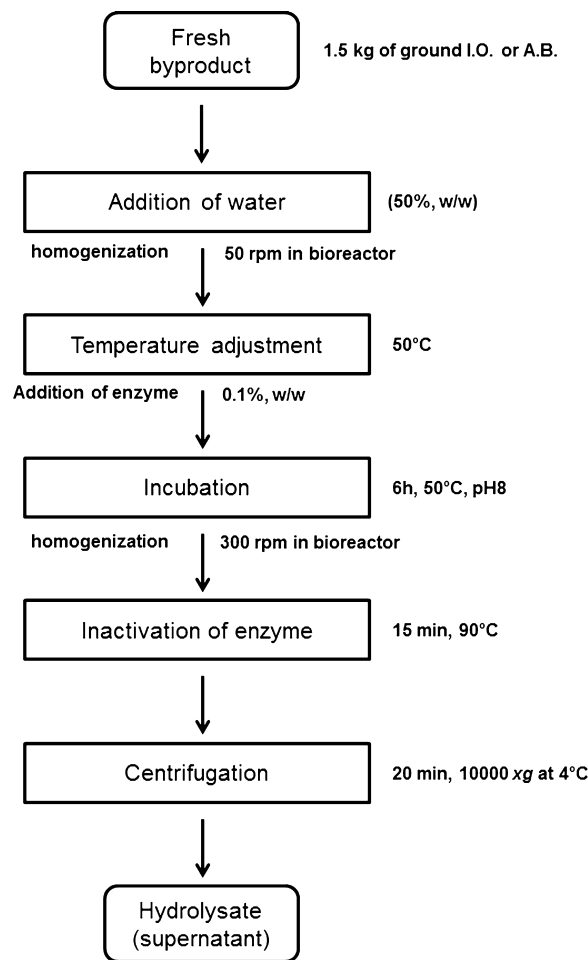 Fresh
byproduct
1.5 kg of ground I.O. or A.B.
Addition of water
(50%, w/w)
homogenization
50 rpm in bioreactor
Temperature adjustment
50°C
Addition of enzyme
0.1%, w/w
Incubation
6h, 50°C, pH8
homogenization
300 rpm in bioreactor
Inactivation of enzyme
15 min, 90°C
Centrifugation
20 min, 10000 xg at 4°C
Hydrolysate
(supernatant)